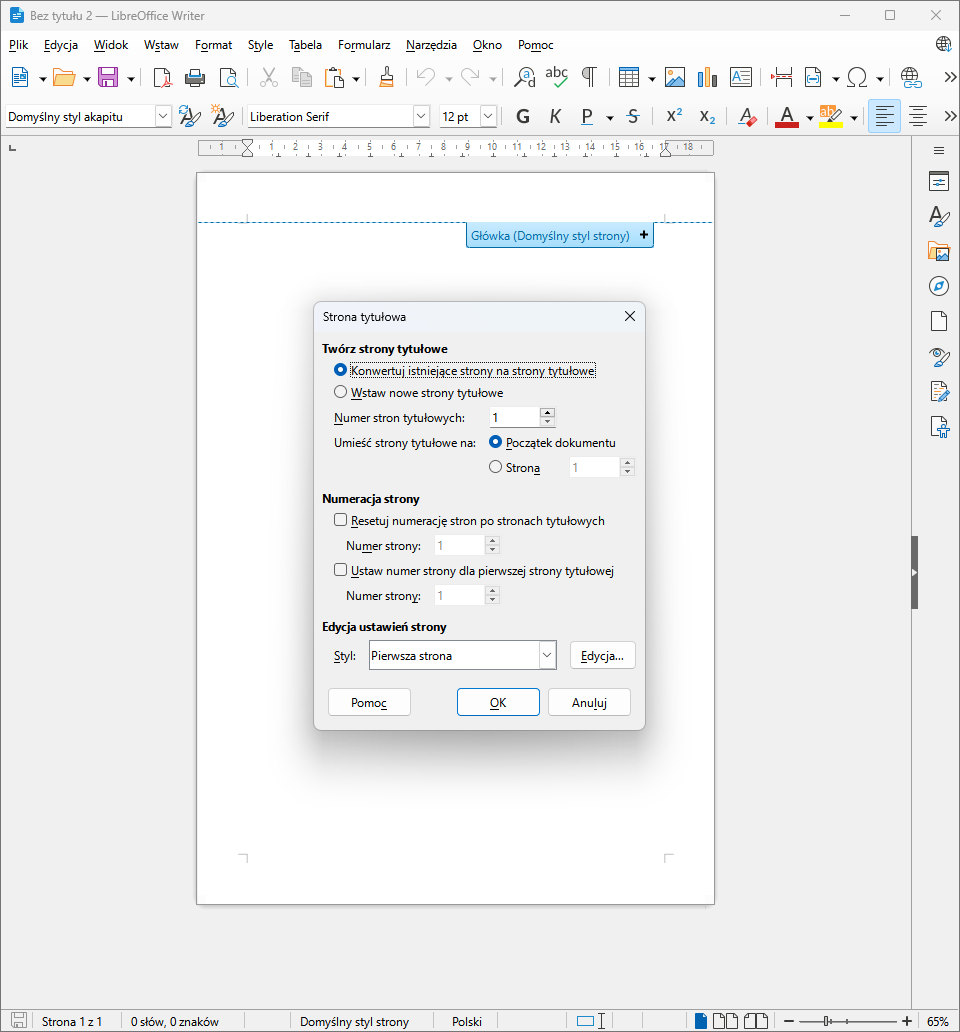 Bez tytułu 2 — LibreOffice Writer
Plik Edycja Widok Wstaw Format Style Tabela Formularz Narzędzia Okno Pomoc
Domyślny styl akapitu Liberation Serif 12 pt G K P S X² X₂ A
1 1 2 3 4 5 6 7 8 9 10 11 12 13 14 15 16 17 18
Główka (Domyślny styl strony) +
Strona tytułowa
Twórz strony tytułowe
Konwertuj istniejące strony na strony tytułowe
Wstaw nowe strony tytułowe
Numer stron tytułowych: 1
Umieść strony tytułowe na: Początek dokumentu
Strona 1
Numeracja strony
Resetuj numerację stron po stronach tytułowych
Numer strony: 1
Ustaw numer strony dla pierwszej strony tytułowej
Numer strony: 1
Edycja ustawień strony
Styl: Pierwsza strona Edycja...
Pomoc OK Anuluj
Strona 1 z 1 0 słów, 0 znaków Domyślny styl strony Polski 65%